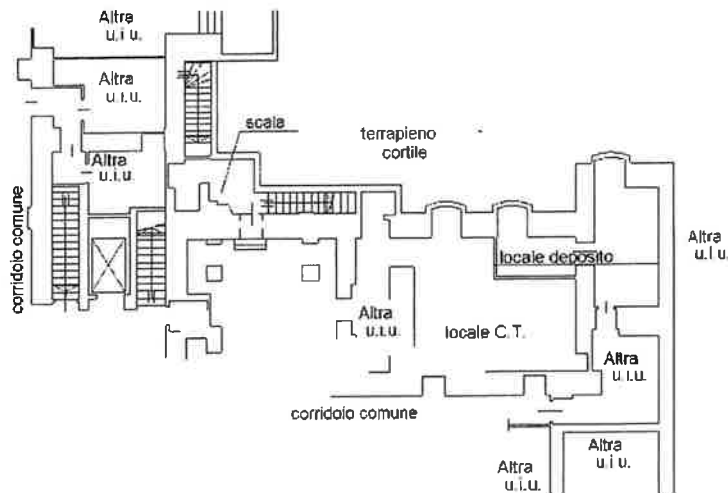 Altra
u.i u.
Altra
u.i.u.
scala
terrapieno
cortile
Altra
u.i.u
corridoio comune
Altra
u.i.u.
locale deposito
Altra
u.i.u.
locale C.T.
Altra
u.i.u.
corridoio comune
Altra
u.i u.
Altra
u.i u.